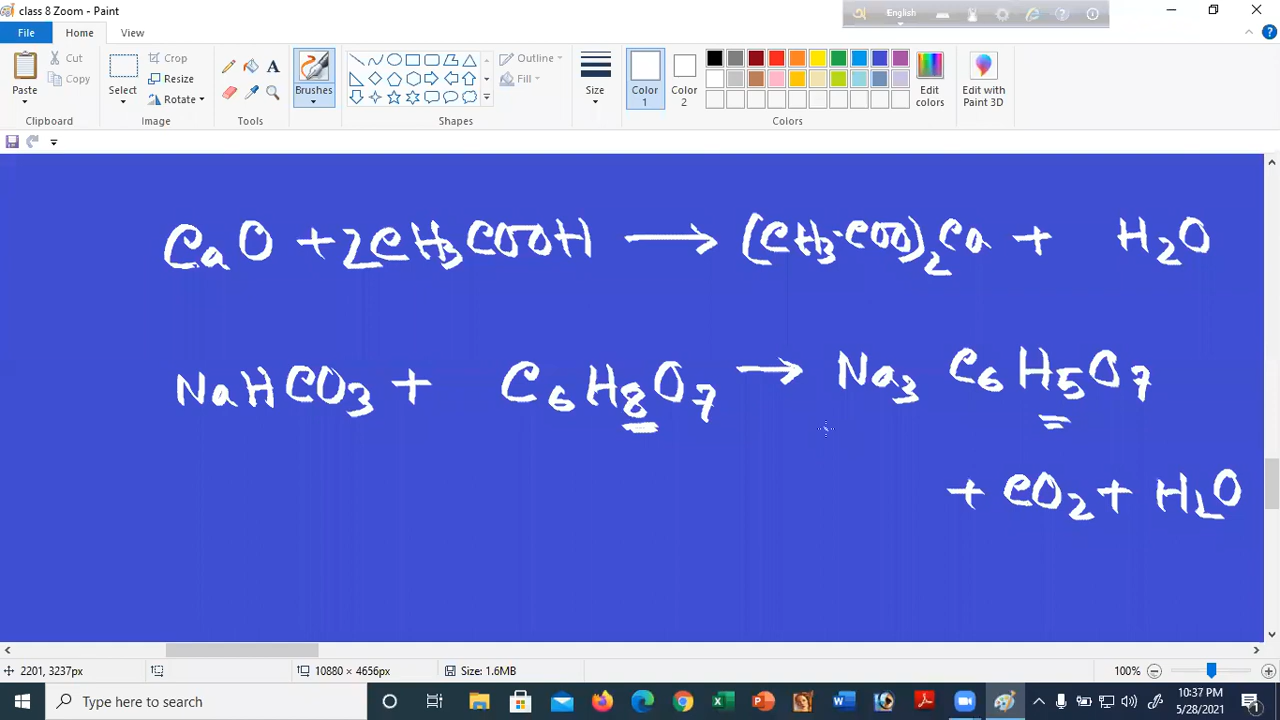 class 8 Zoom - Paint
English
File Home View
Paste Cut Copy Select Crop Resize Rotate Brushes Outline Fill Size Color 1 Color 2 Edit colors Edit with Paint 3D
Clipboard Image Tools Shapes Colors
CaO + 2CH₃COOH → (CH₃·COO)₂Ca + H₂O
NaHCO₃ + C₆H₈O₇ → Na₃ C₆H₅O₇
+ CO₂ + H₂O
2201, 3237px 10880 × 4656px Size: 1.6MB 100%
Type here to search 10:37 PM
5/28/2021